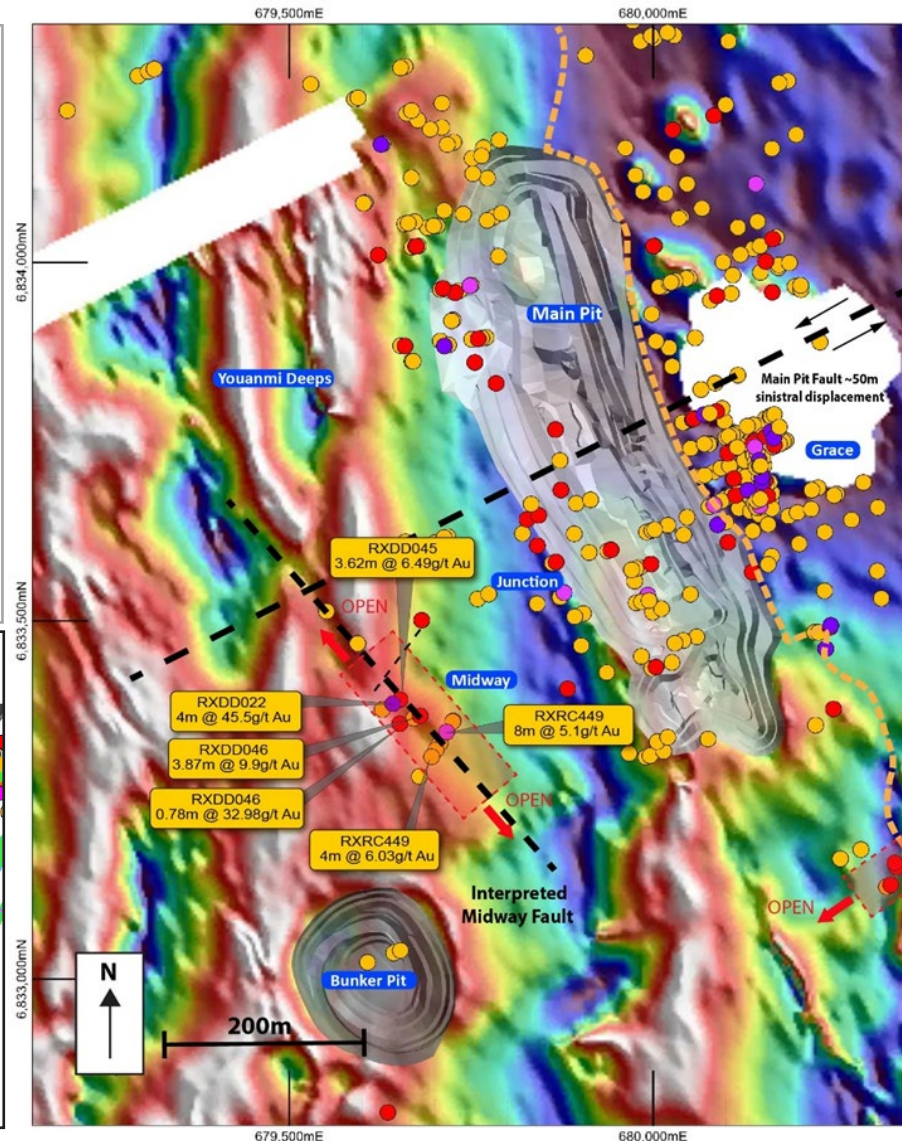 679,500mE
680,000mE
6,834,000mN
Main Pit
Youanmi Deeps
Main Pit Fault ~50m
sinistral displacement
Grace
RXDD045
3.62m @ 6.49g/t Au
Junction
6,833,500mN
OPEN
Midway
RXDD022
4m @ 45.5g/t Au
RXRC449
8m @ 5.1g/t Au
RXDD046
3.87m @ 9.9g/t Au
RXDD046
0.78m @ 32.98g/t Au
OPEN
RXRC449
4m @ 6.03g/t Au
Interpreted
Midway Fault
OPEN
6,833,000mN
N
Bunker Pit
200m
679,500mE
680,000mE